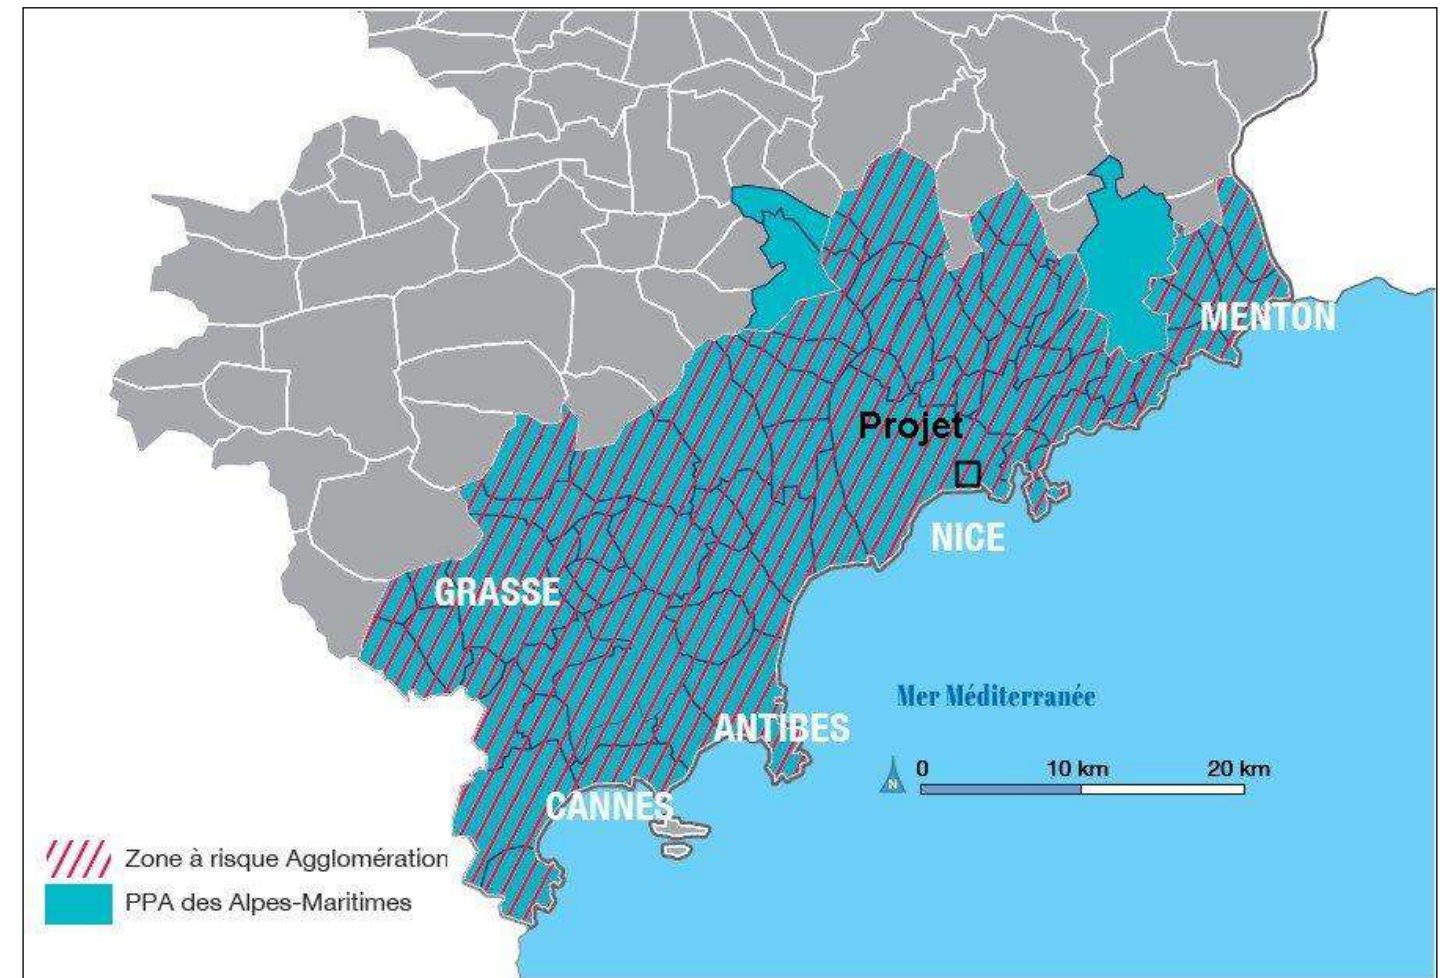 MENTON
Projet
NICE
GRASSE
Mer Méditerranée
ANTIBES
0 10 km 20 km
N
CANNES
Zone à risque Agglomération
PPA des Alpes-Maritimes